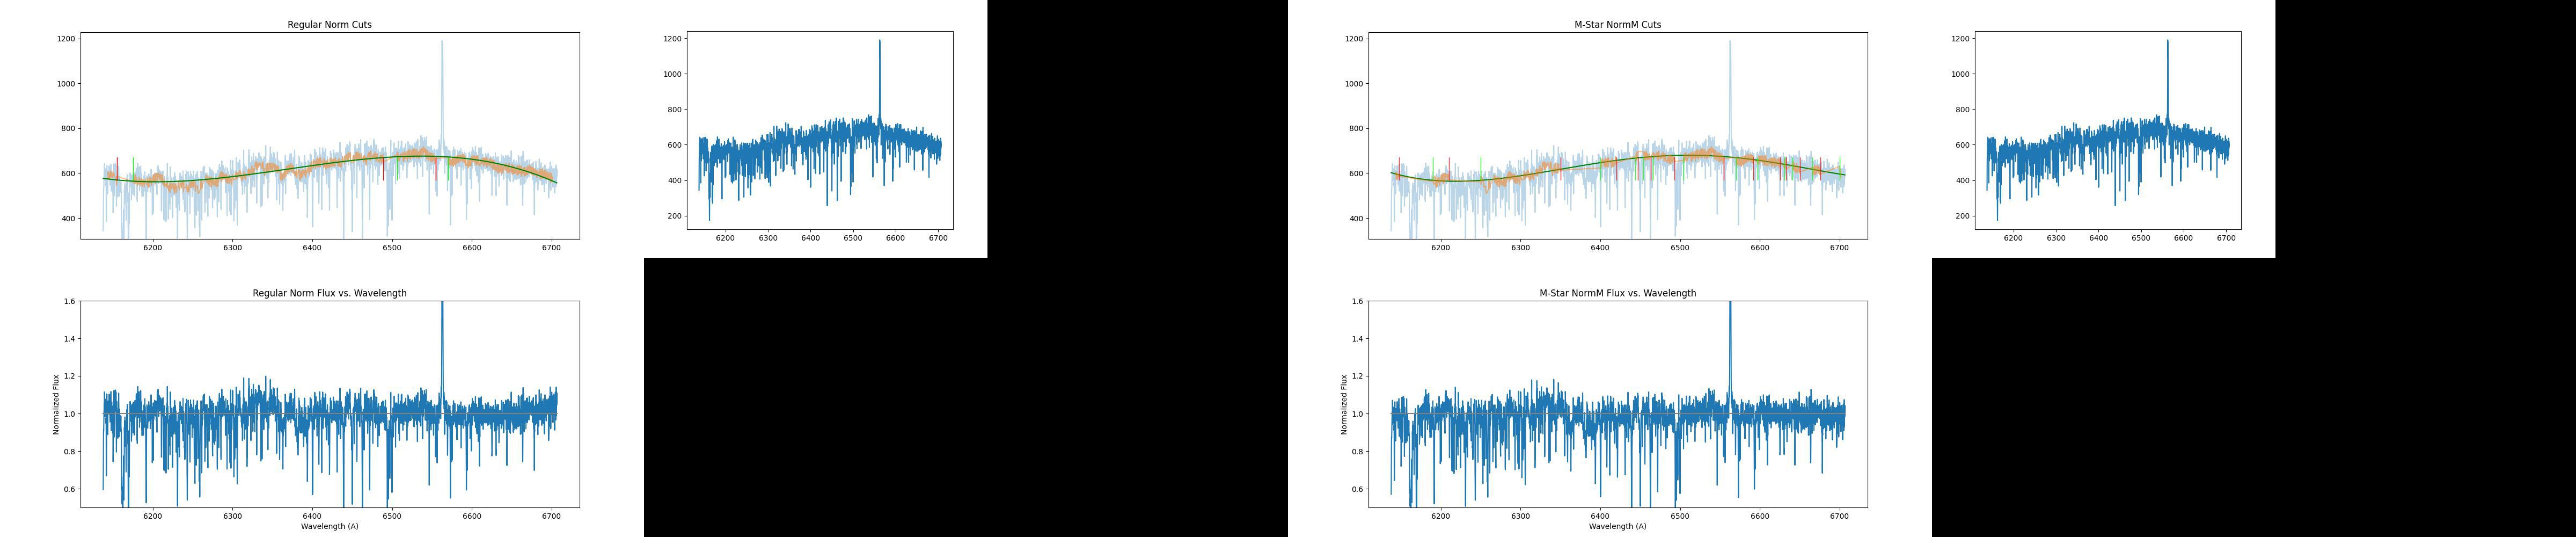 Regular Norm Cuts
1200
1000
800
600
400
6200 6300 6400 6500 6600 6700
1200
1000
800
600
400
200
6200 6300 6400 6500 6600 6700
Regular Norm Flux vs. Wavelength
Normalized Flux
1.6
1.4
1.2
1.0
0.8
0.6
6200 6300 6400 6500 6600 6700
Wavelength (A)
M-Star NormM Cuts
1200
1000
800
600
400
6200 6300 6400 6500 6600 6700
1200
1000
800
600
400
200
6200 6300 6400 6500 6600 6700
M-Star NormM Flux vs. Wavelength
Normalized Flux
1.6
1.4
1.2
1.0
0.8
0.6
6200 6300 6400 6500 6600 6700
Wavelength (A)